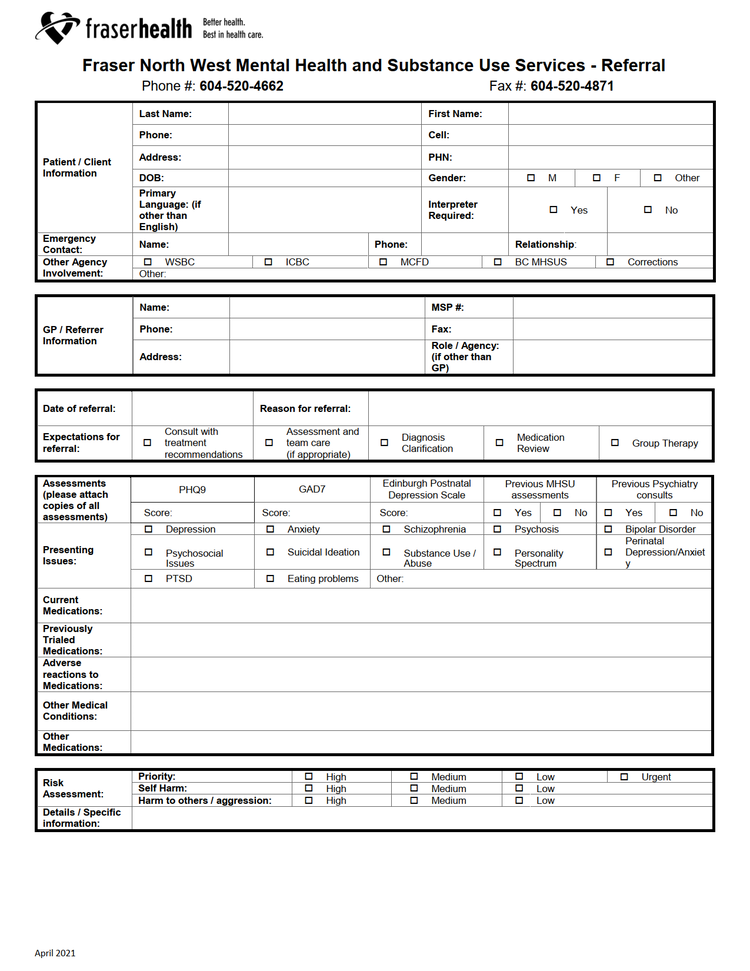 fraserhealth Better health.
Best in health care.
Fraser North West Mental Health and Substance Use Services - Referral
Phone #: 604-520-4662 Fax #: 604-520-4871
Patient / Client
Information
Last Name: First Name:
Phone: Cell:
Address: PHN:
DOB: Gender: M F Other
Primary
Language: (if
other than
English)
Interpreter
Required:
Yes No
Emergency
Contact:
Name: Phone: Relationship:
Other Agency
Involvement:
WSBC ICBC MCFD BC MHSUS Corrections
Other:
GP / Referrer
Information
Name: MSP #:
Phone: Fax:
Address:
Role / Agency:
(if other than
GP)
Date of referral: Reason for referral:
Expectations for
referral:
Consult with
treatment
recommendations
Assessment and
team care
(if appropriate)
Diagnosis
Clarification
Medication
Review
Group Therapy
Assessments
(please attach
copies of all
assessments)
PHQ9
GAD7
Edinburgh Postnatal
Depression Scale
Previous MHSU
assessments
Previous Psychiatry
consults
Score: Score: Score: Yes No Yes No
Presenting
Issues:
Depression Anxiety Schizophrenia Psychosis Bipolar Disorder
Psychosocial
Issues
Suicidal Ideation
Substance Use /
Abuse
Personality
Spectrum
Perinatal
Depression/Anxiet
y
PTSD Eating problems Other:
Current
Medications:
Previously
Trialed
Medications:
Adverse
reactions to
Medications:
Other Medical
Conditions:
Other
Medications:
Risk
Assessment:
Priority: High Medium Low Urgent
Self Harm: High Medium Low
Harm to others / aggression: High Medium Low
Details / Specific
information:
April 2021